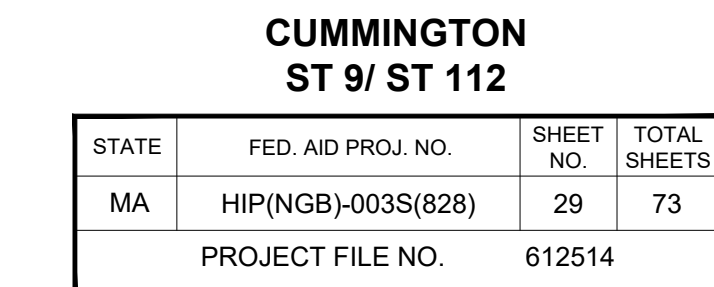 CUMMINGTON
ST 9/ ST 112
STATE FED. AID PROJ. NO. SHEET NO. TOTAL SHEETS
MA HIP(NGB)-003S(828) 29 73
PROJECT FILE NO. 612514